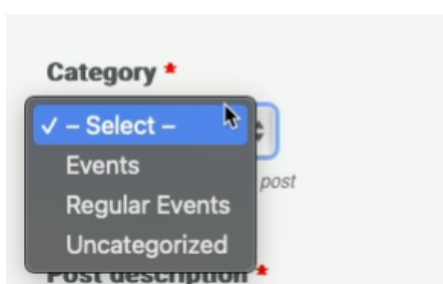 Category *
✓ – Select –
Events
Regular Events
post
Uncategorized
Post description *